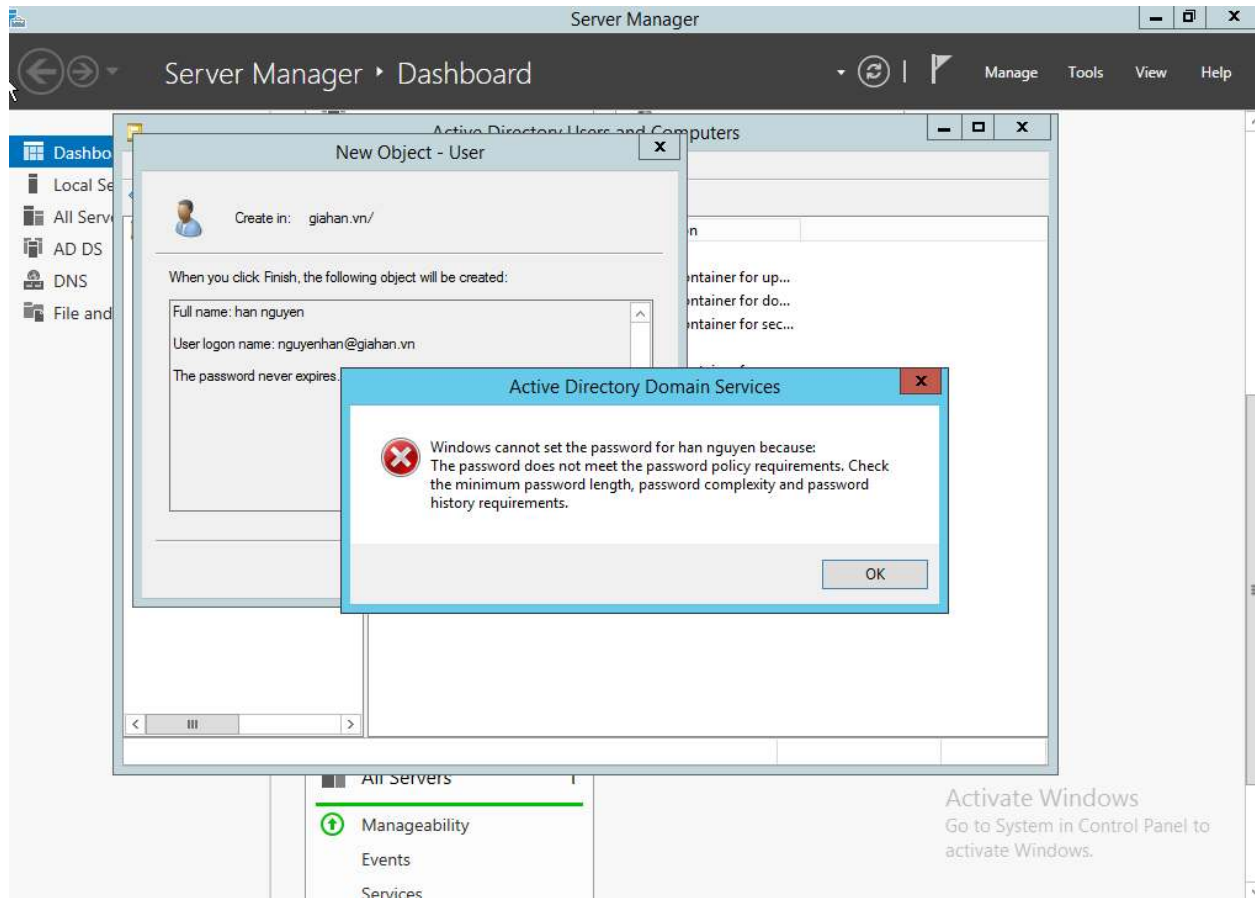 Server Manager
Server Manager • Dashboard
Manage Tools View Help
Active Directory Users and Computers
New Object - User
Dashbo
Local Se
All Serve
AD DS
DNS
File and
Create in: giahan.vn/
When you click Finish, the following object will be created:
Full name: han nguyen
User logon name: nguyenhan@giahan.vn
The password never expires.
n
ontainer for up...
ontainer for do...
ontainer for sec...
Active Directory Domain Services
Windows cannot set the password for han nguyen because:
The password does not meet the password policy requirements. Check
the minimum password length, password complexity and password
history requirements.
OK
All Servers 1
Manageability
Events
Services
Activate Windows
Go to System in Control Panel to
activate Windows.